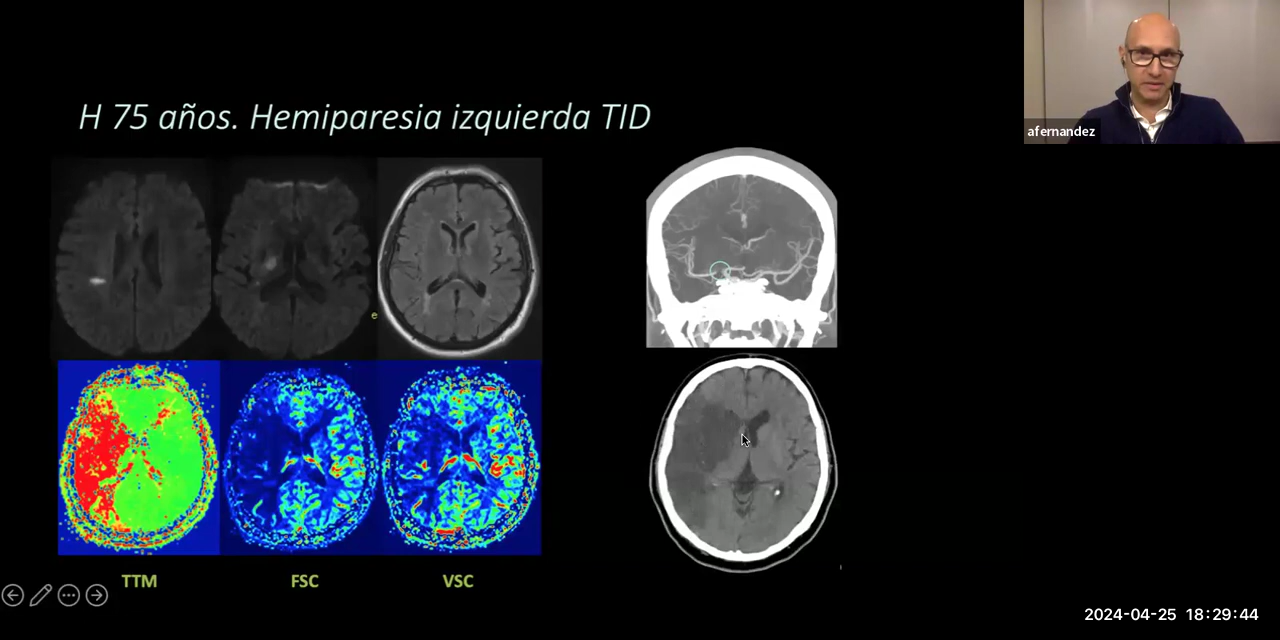 H 75 años. Hemiparesia izquierda TID
afernandez
e
TTM
FSC
VSC
2024-04-25 18:29:44